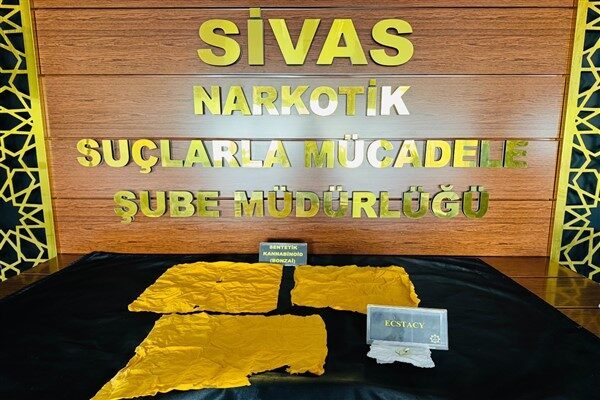 SİVAS
NARKOTİK
SUÇLARLA MÜCADELE
ŞUBE MÜDÜRLÜĞÜ
SENTETİK
KANNABİNOİD
(BONZAİ)
ECSTACY